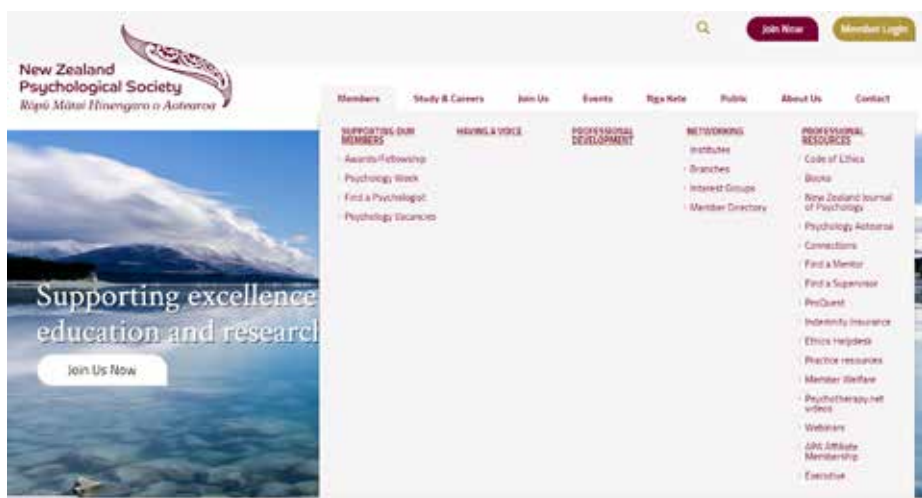 Join Now
Member Login
New Zealand
Psychological Society
Rōpū Mātai Hinengaro o Aotearoa
Members
Study & Careers
Join Us
Events
Nga Kete
Public
About Us
Contact
SUPPORTING OUR
MEMBERS
Awards/Fellowship
Psychology Week
Find a Psychologist
Psychology Vacancies
HAVING A VOICE
PROFESSIONAL
DEVELOPMENT
NETWORKING
Institutes
Branches
Interest Groups
Member Directory
PROFESSIONAL
RESOURCES
Code of Ethics
Books
New Zealand Journal
of Psychology
Psychology Aotearoa
Connections
Find a Mentor
Find a Supervisor
ProQuest
Indemnity Insurance
Ethics Helpdesk
Practice resources
Member Welfare
Psychotherapy.net
videos
Webinars
APA Affiliate
Membership
Executive
Supporting excellence
education and research
Join Us Now